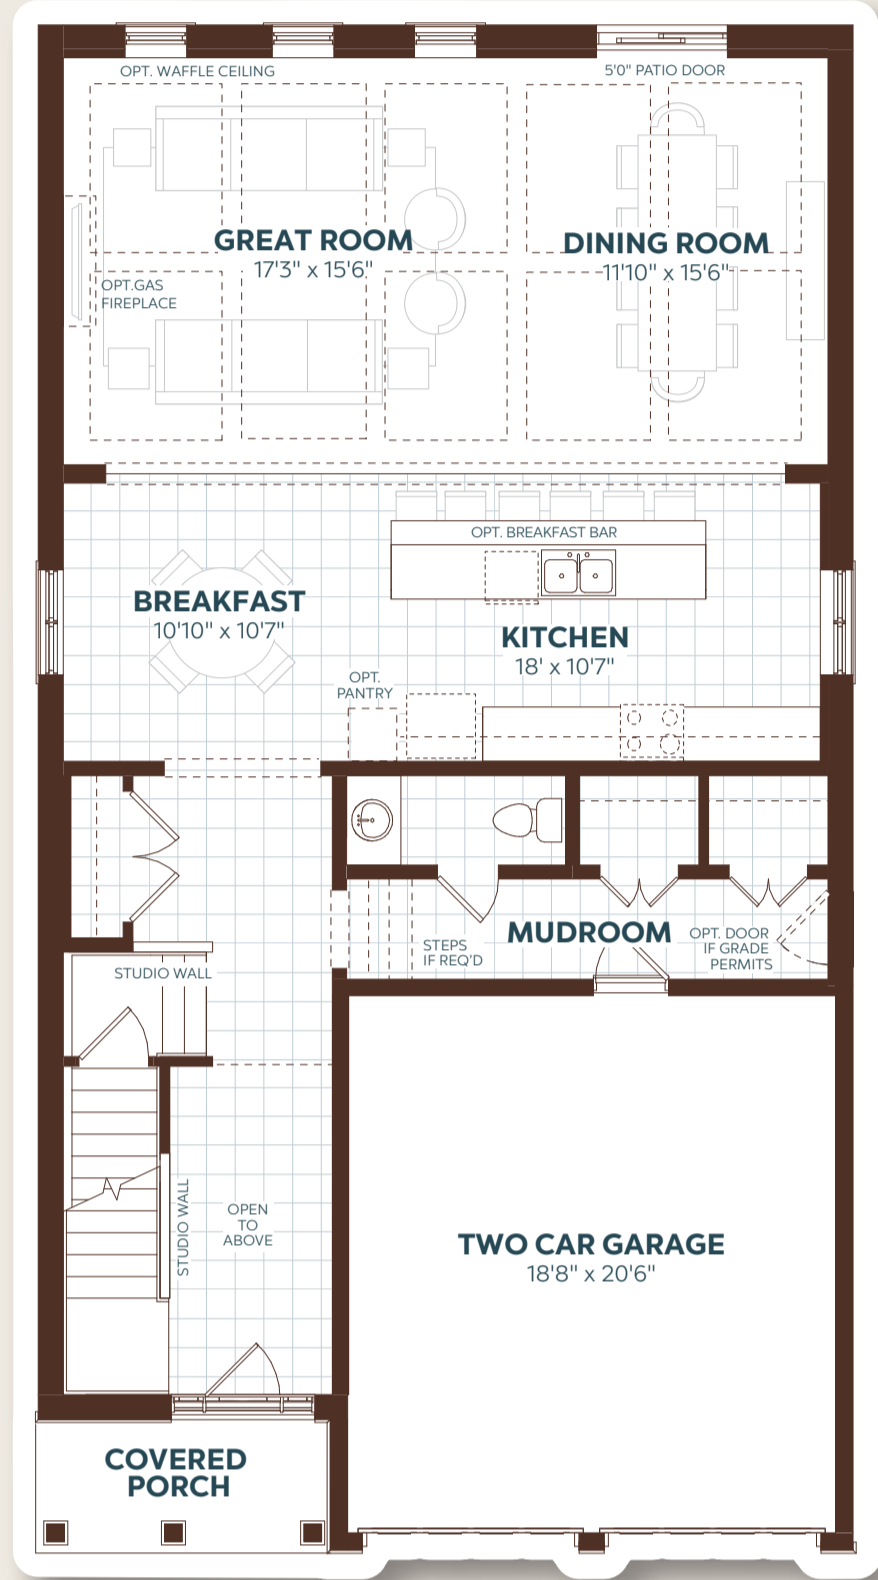 OPT. WAFFLE CEILING
5'0" PATIO DOOR
GREAT ROOM
17'3" x 15'6"
DINING ROOM
11'10" x 15'6"
OPT.GAS
FIREPLACE
OPT. BREAKFAST BAR
BREAKFAST
10'10" x 10'7"
KITCHEN
18' x 10'7"
OPT.
PANTRY
MUDROOM
STEPS
IF REQ'D
OPT. DOOR
IF GRADE
PERMITS
STUDIO WALL
STUDIO WALL
OPEN
TO
ABOVE
TWO CAR GARAGE
18'8" x 20'6"
COVERED
PORCH